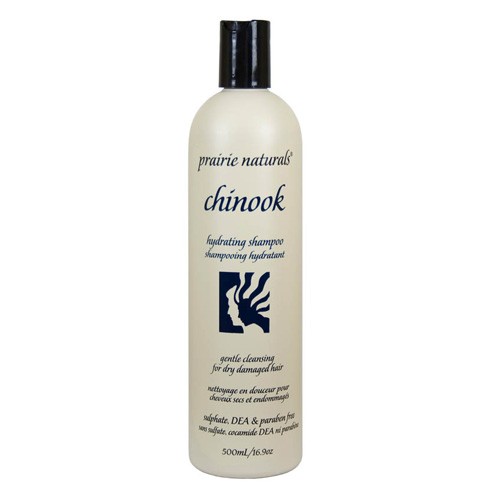 prairie naturals®
chinook
hydrating shampoo
shampooing hydratant
gentle cleansing
for dry damaged hair
nettoyage en douceur pour
cheveux secs et endommagés
sulphate, DEA & paraben free
sans sulfate, cocamide DEA ni parabène
500mL/16.9oz